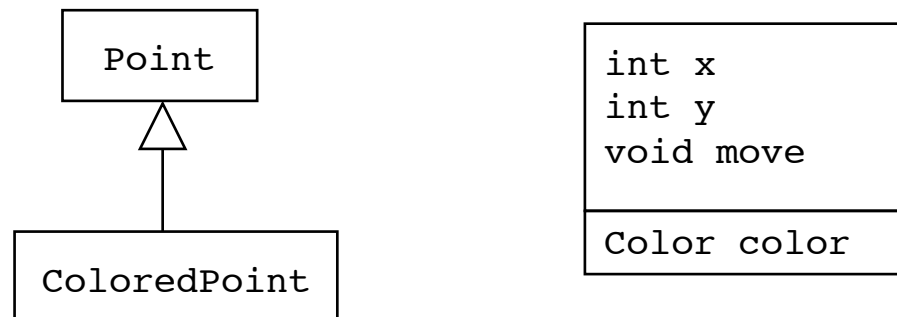 Point
ColoredPoint
int x
int y
void move
Color color